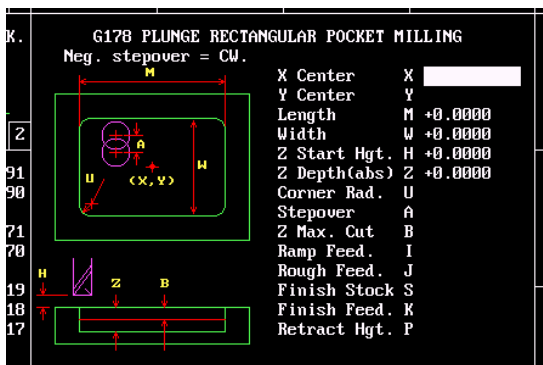 K. G178 PLUNGE RECTANGULAR POCKET MILLING
Neg. stepover = CW.
M
X Center X
Y Center Y
Length M +0.0000
2 A Width W +0.0000
W Z Start Hgt. H +0.0000
91 U (X,Y) Z Depth(abs) Z +0.0000
90 Corner Rad. U
Stepover A
71 Z Max. Cut B
70 Ramp Feed. I
H Rough Feed. J
19 Z B Finish Stock S
18 Finish Feed. K
17 Retract Hgt. P